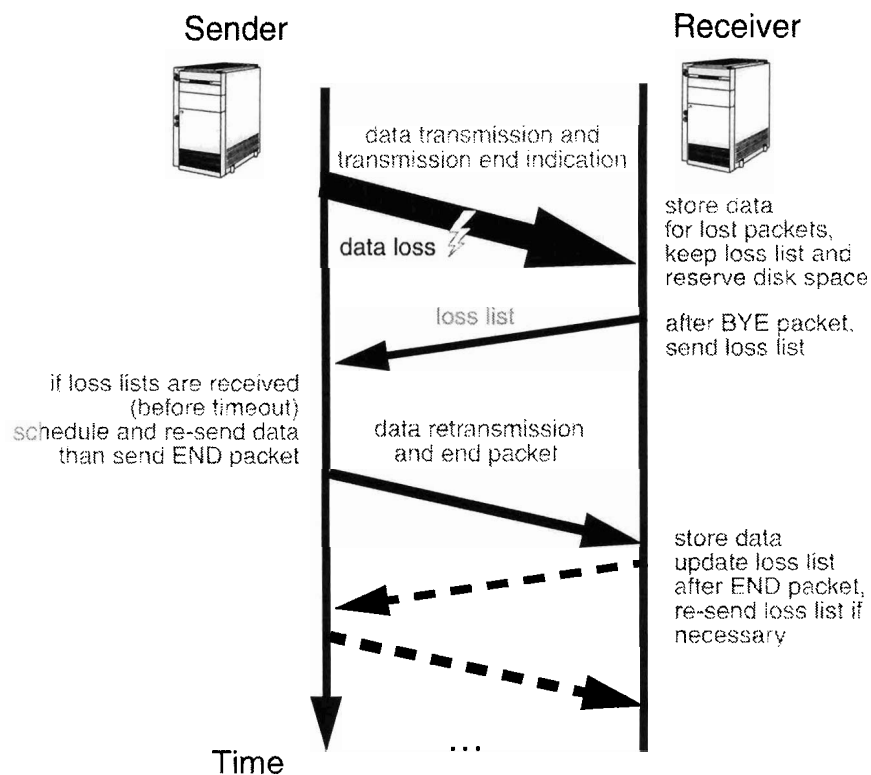 Sender
Receiver
data transmission and
transmission end indication
data loss
store data
for lost packets,
keep loss list and
reserve disk space
loss list
after BYE packet,
send loss list
if loss lists are received
(before timeout)
schedule and re-send data
than send END packet
data retransmission
and end packet
store data
update loss list
after END packet,
re-send loss list if
necessary
...
Time